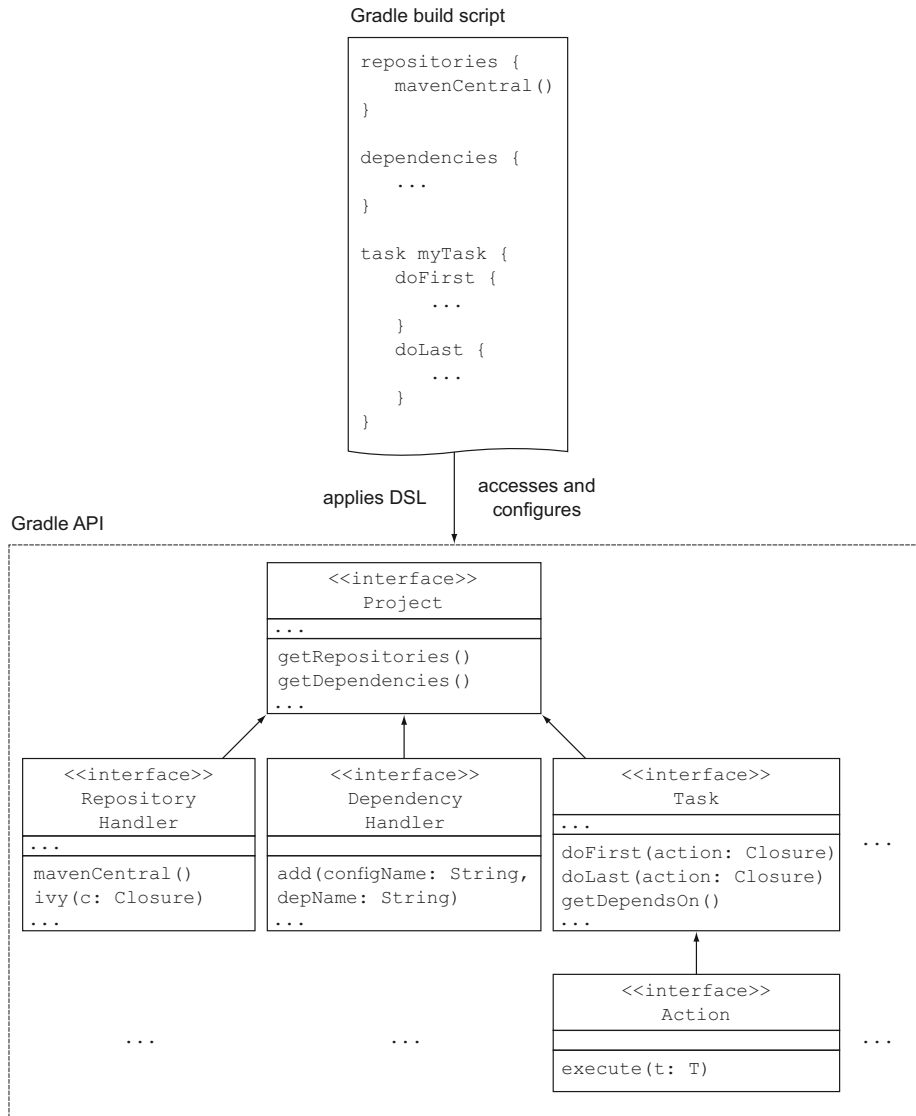 Gradle build script
repositories {
mavenCentral()
}
dependencies {
...
}
task myTask {
doFirst {
...
}
doLast {
...
}
}
applies DSL
accesses and
configures
Gradle API
<<interface>>
Project
...
getRepositories()
getDependencies()
...
<<interface>>
Repository
Handler
...
mavenCentral()
ivy(c: Closure)
...
<<interface>>
Dependency
Handler
add(configName: String,
depName: String)
...
<<interface>>
Task
...
doFirst(action: Closure)
doLast(action: Closure)
getDependsOn()
...
...
...
...
<<interface>>
Action
execute(t: T)
...